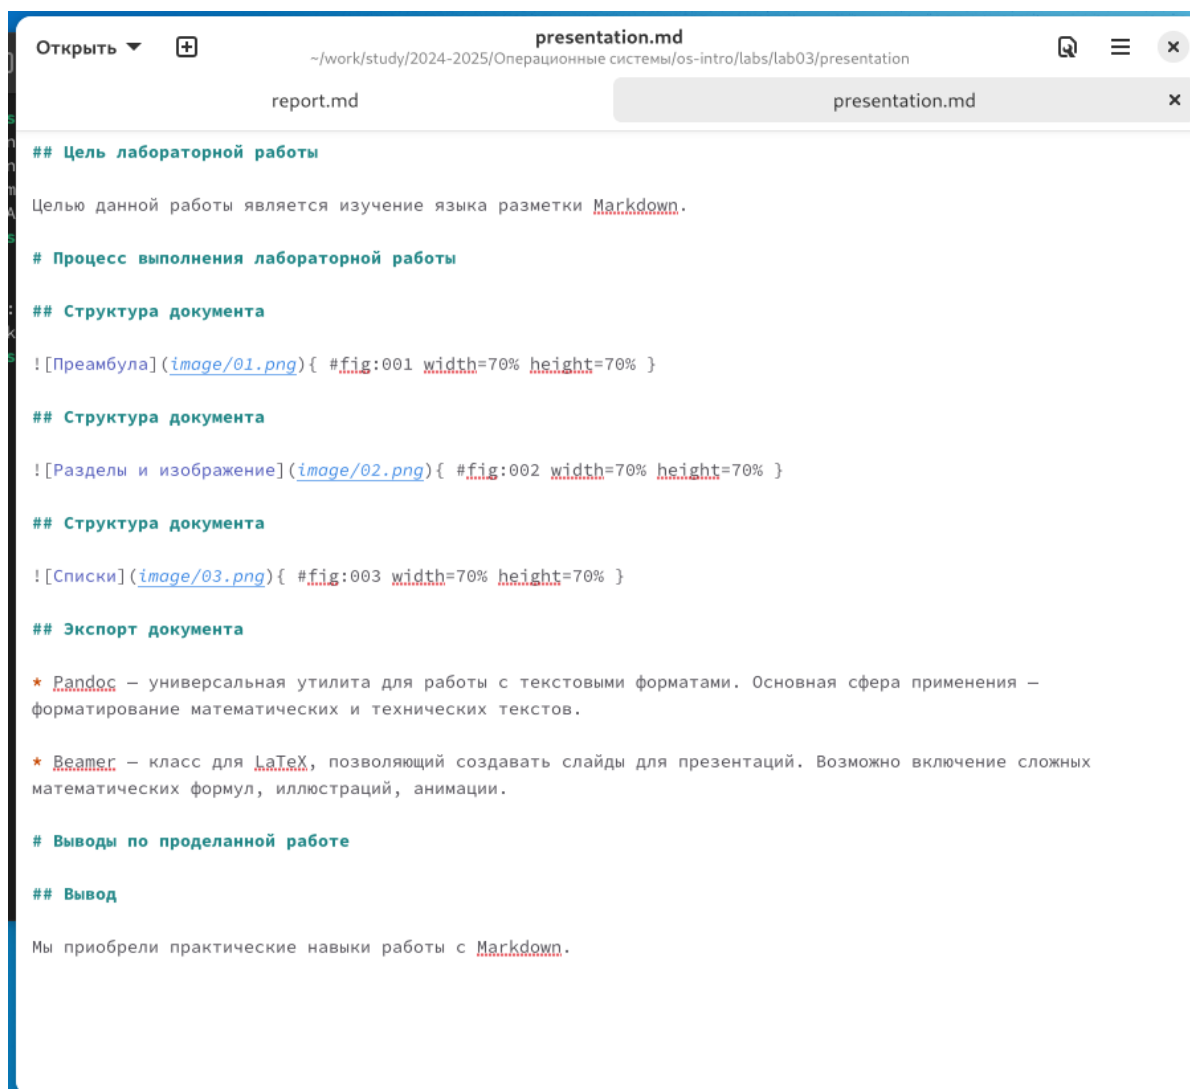 Открыть
presentation.md
~/work/study/2024-2025/Операционные системы/os-intro/labs/lab03/presentation
report.md
presentation.md
## Цель лабораторной работы
Целью данной работы является изучение языка разметки Markdown.
# Процесс выполнения лабораторной работы
## Структура документа
![Преамбула](image/01.png){ #fig:001 width=70% height=70% }
## Структура документа
![Разделы и изображение](image/02.png){ #fig:002 width=70% height=70% }
## Структура документа
![Списки](image/03.png){ #fig:003 width=70% height=70% }
## Экспорт документа
* Pandoc — универсальная утилита для работы с текстовыми форматами. Основная сфера применения —
форматирование математических и технических текстов.
* Beamer — класс для LaTeX, позволяющий создавать слайды для презентаций. Возможно включение сложных
математических формул, иллюстраций, анимации.
# Выводы по проделанной работе
## Вывод
Мы приобрели практические навыки работы с Markdown.